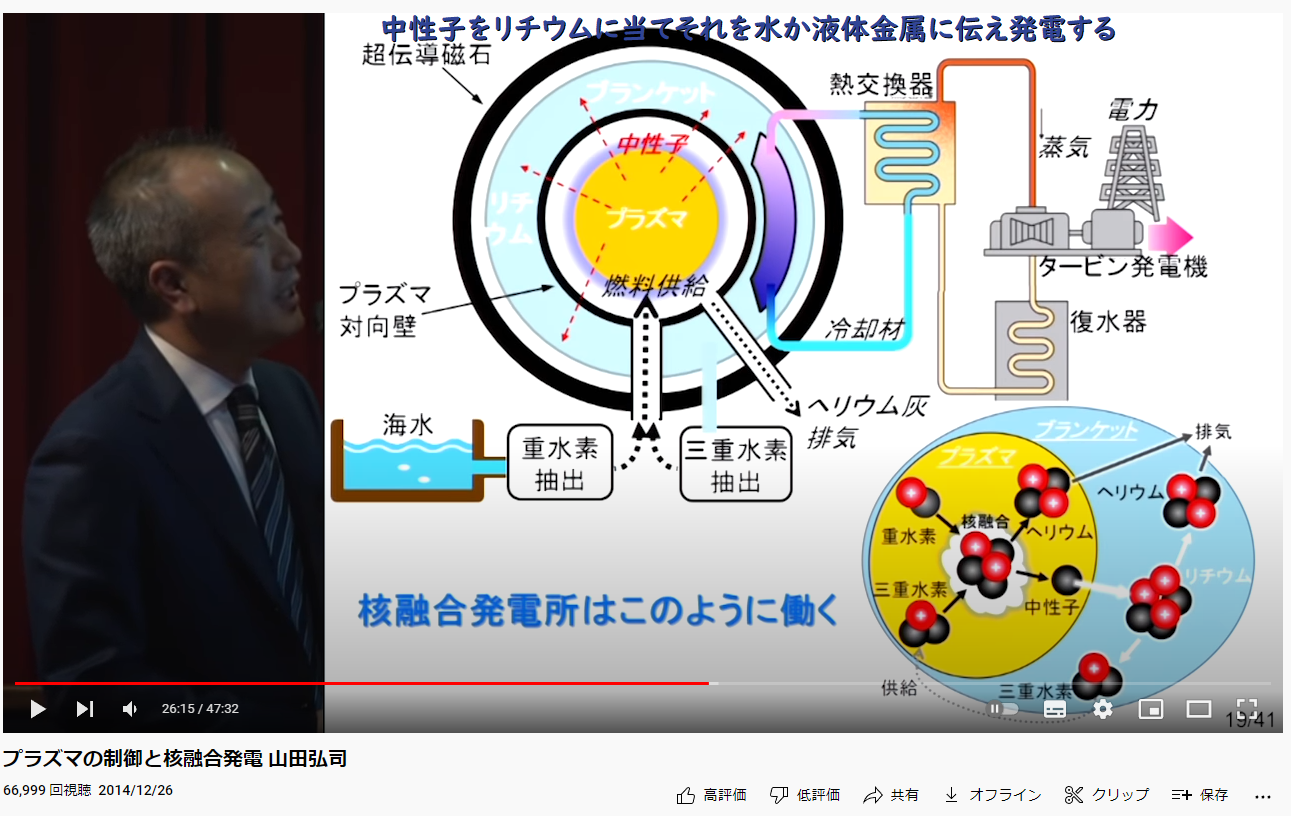 中性子をリチウムに当てそれを水か液体金属に伝え発電する
超伝導磁石
ブランケット
中性子
リチ
ウム
プラズマ
プラズマ
対向壁
燃料供給
熱交換器
蒸気
電力
タービン発電機
復水器
冷却材
ヘリウム灰
排気
海水
重水素
抽出
三重水素
抽出
核融合発電所はこのように働く
ブランケット
排気
プラズマ
ヘリウム
核融合
重水素
ヘリウム
三重水素
中性子
リチウム
供給
三重水素
19/41
26:15 / 47:32
プラズマの制御と核融合発電 山田弘司
66,999 回視聴 2014/12/26
高評価 低評価 共有 オフライン クリップ 保存